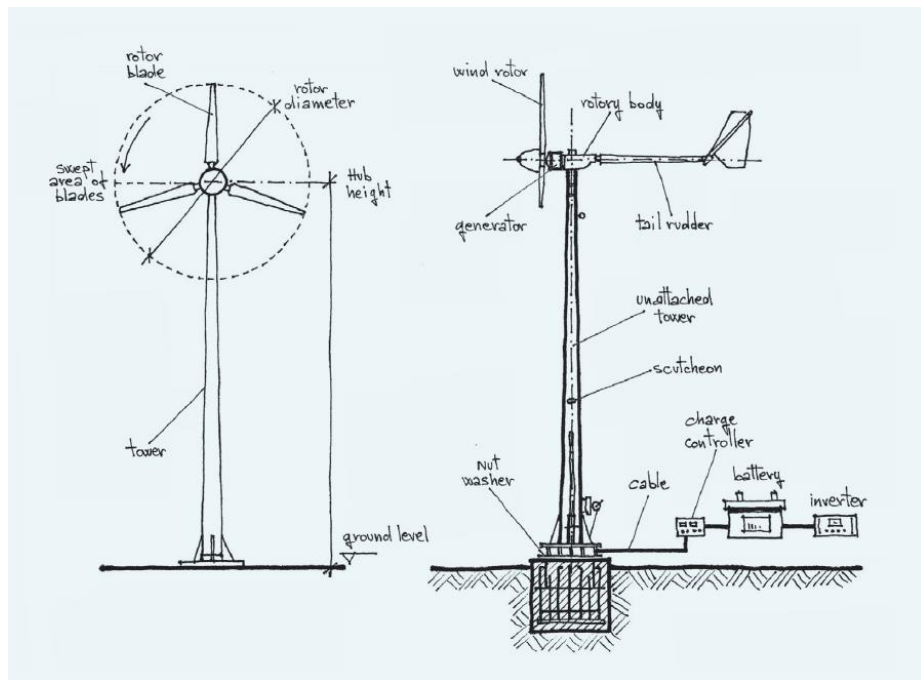 rotor
blade
rotor
diameter
swept
area of
blades
Hub
height
tower
ground level
wind rotor
rotory body
generator
tail rudder
unattached
tower
scutcheon
charge
controller
Nut
washer
cable
battery
inverter